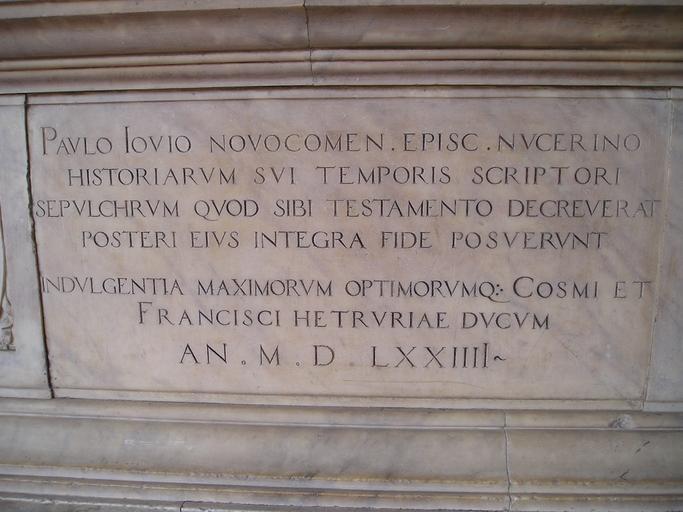 PAVLO IOVIO NOVOCOMEN . EPISC . NVCERINO
HISTORIARVM SVI TEMPORIS SCRIPTORI
SEPVLCHRVM QVOD SIBI TESTAMENTO DECREVERAT
POSTERI EIVS INTEGRA FIDE POSVERVNT
INDVLGENTIA MAXIMORVM OPTIMORVMQ: COSMI ET
FRANCISCI HETRVRIAE DVCVM
AN . M . D . LXXIIII~